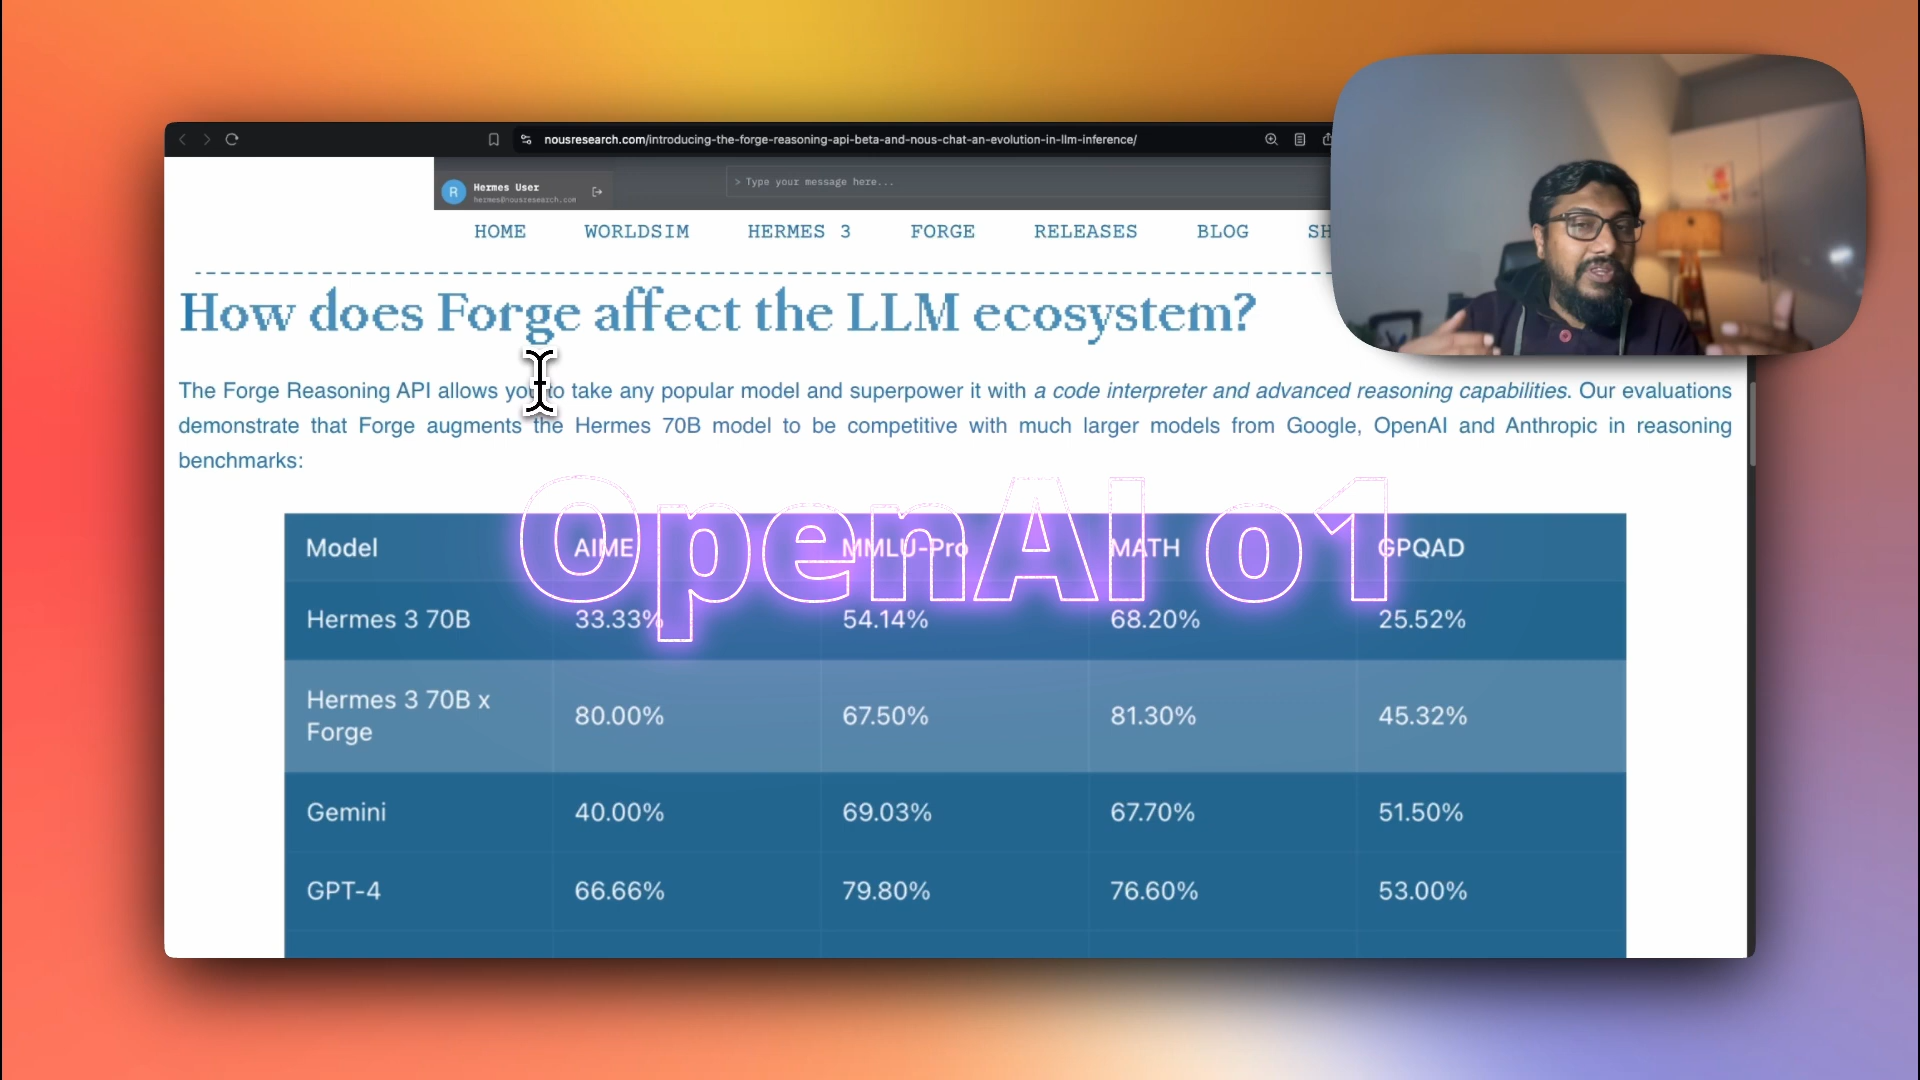 nousresearch.com/introducing-the-forge-reasoning-api-beta-and-nous-chat-an-evolution-in-llm-inference/
R
Hermes User
hermes@nousresearch.com
> Type your message here...
HOME WORLDSIM HERMES 3 FORGE RELEASES BLOG SH
How does Forge affect the LLM ecosystem?
The Forge Reasoning API allows you to take any popular model and superpower it with a code interpreter and advanced reasoning capabilities. Our evaluations
demonstrate that Forge augments the Hermes 70B model to be competitive with much larger models from Google, OpenAI and Anthropic in reasoning
benchmarks:
OpenAI o1
Model AIME MMLU-Pro MATH GPQAD
Hermes 3 70B 33.33% 54.14% 68.20% 25.52%
Hermes 3 70B x
Forge 80.00% 67.50% 81.30% 45.32%
Gemini 40.00% 69.03% 67.70% 51.50%
GPT-4 66.66% 79.80% 76.60% 53.00%